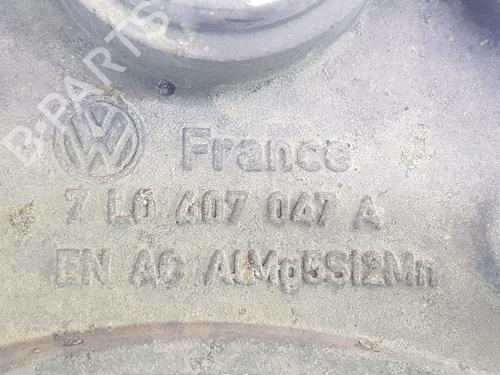 B-PARTS
VW France
7 L0 407 047 A
EN AC AlMg5Si2Mn